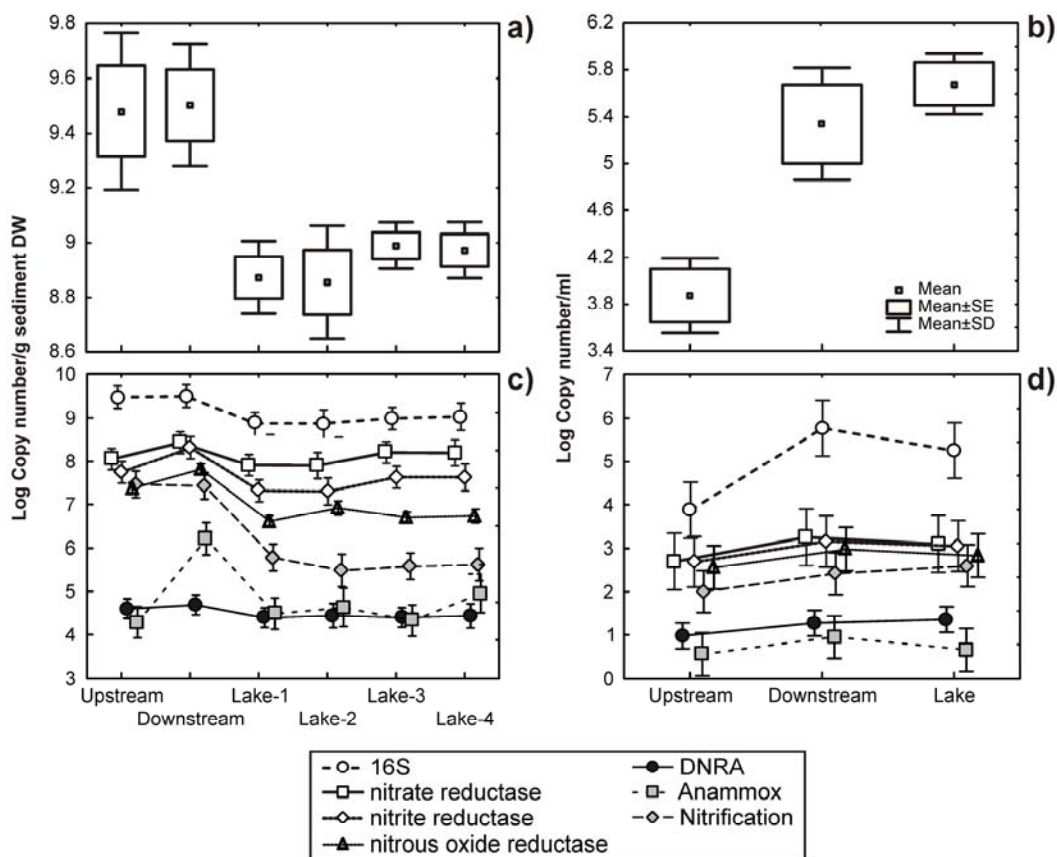 a)
Log Copy number/g sediment DW
9.8
9.6
9.4
9.2
9
8.8
8.6
b)
Log Copy number/ml
6.2
5.8
5.4
5
4.6
4.2
3.8
3.4
Mean
Mean±SE
Mean±SD
c)
10
9
8
7
6
5
4
3
Upstream
Downstream
Lake-1
Lake-2
Lake-3
Lake-4
d)
7
6
5
4
3
2
1
0
Upstream
Downstream
Lake
16S
nitrate reductase
nitrite reductase
nitrous oxide reductase
DNRA
Anammox
Nitrification